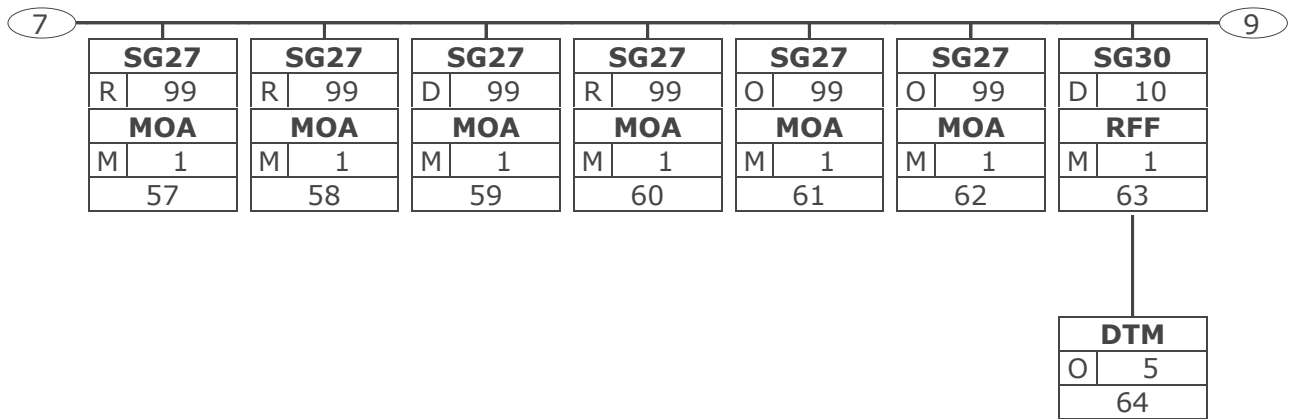 7 9
SG27 SG27 SG27 SG27 SG27 SG27 SG30
R 99 R 99 D 99 R 99 O 99 O 99 D 10
MOA MOA MOA MOA MOA MOA RFF
M 1 M 1 M 1 M 1 M 1 M 1 M 1
57 58 59 60 61 62 63
DTM
O 5
64